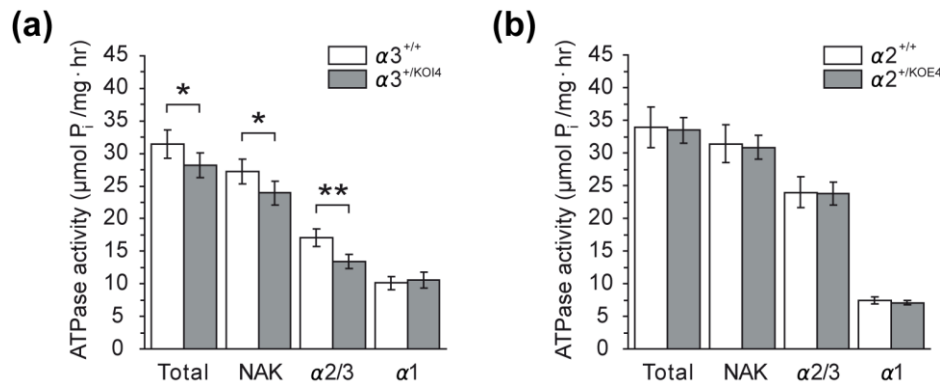 (a)
ATPase activity (μmol Pᵢ /mg · hr)
45
40
35
30
25
20
15
10
5
0
α3⁺/⁺
α3⁺/ᴷᴼᴵ⁴
*
*
**
Total NAK α2/3 α1
(b)
ATPase activity (μmol Pᵢ /mg · hr)
45
40
35
30
25
20
15
10
5
0
α2⁺/⁺
α2⁺/ᴷᴼᴱ⁴
Total NAK α2/3 α1